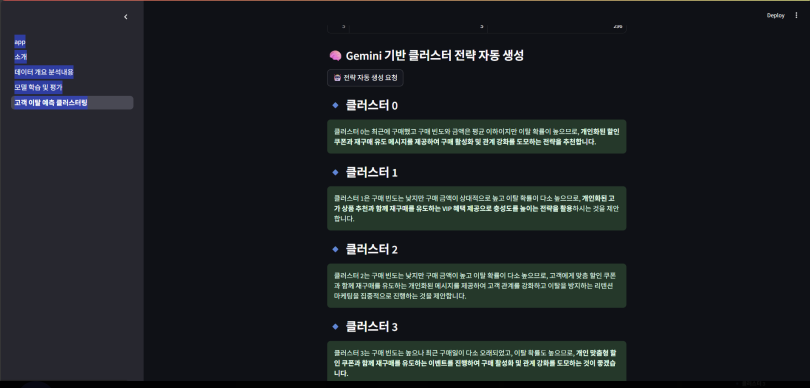 Deploy
app
소개
데이터 개요 분석내용
모델 학습 및 평가
고객 이탈 예측 클러스터링
🧠 Gemini 기반 클러스터 전략 자동 생성
전략 자동 생성 요청
클러스터 0
클러스터 0는 최근에 구매했고 구매 빈도와 금액은 평균 이하이지만 이탈 확률이 높으므로, 개인화된 할인
쿠폰과 재구매 유도 메시지를 제공하여 구매 활성화 및 관계 강화를 도모하는 전략을 추천합니다.
클러스터 1
클러스터 1은 구매 빈도는 낮지만 구매 금액이 상대적으로 높고 이탈 확률이 다소 높으므로, 개인화된 고
가 상품 추천과 함께 재구매를 유도하는 VIP 혜택 제공으로 충성도를 높이는 전략을 활용하시는 것을 제안
합니다.
클러스터 2
클러스터 2는 구매 빈도는 낮지만 구매 금액이 높고 이탈 확률이 다소 높으므로, 고객에게 맞춤 할인 쿠폰
과 함께 재구매를 유도하는 개인화된 메시지를 제공하여 고객 관계를 강화하고 이탈을 방지하는 리텐션
마케팅을 집중적으로 진행하는 것을 제안합니다.
클러스터 3
클러스터 3는 구매 빈도는 높으나 최근 구매일이 다소 오래되었고, 이탈 확률도 높으므로, 개인 맞춤형 할
인 쿠폰과 함께 재구매를 유도하는 이벤트를 진행하여 구매 활성화 및 관계 강화를 도모하는 것이 좋겠습
니다.